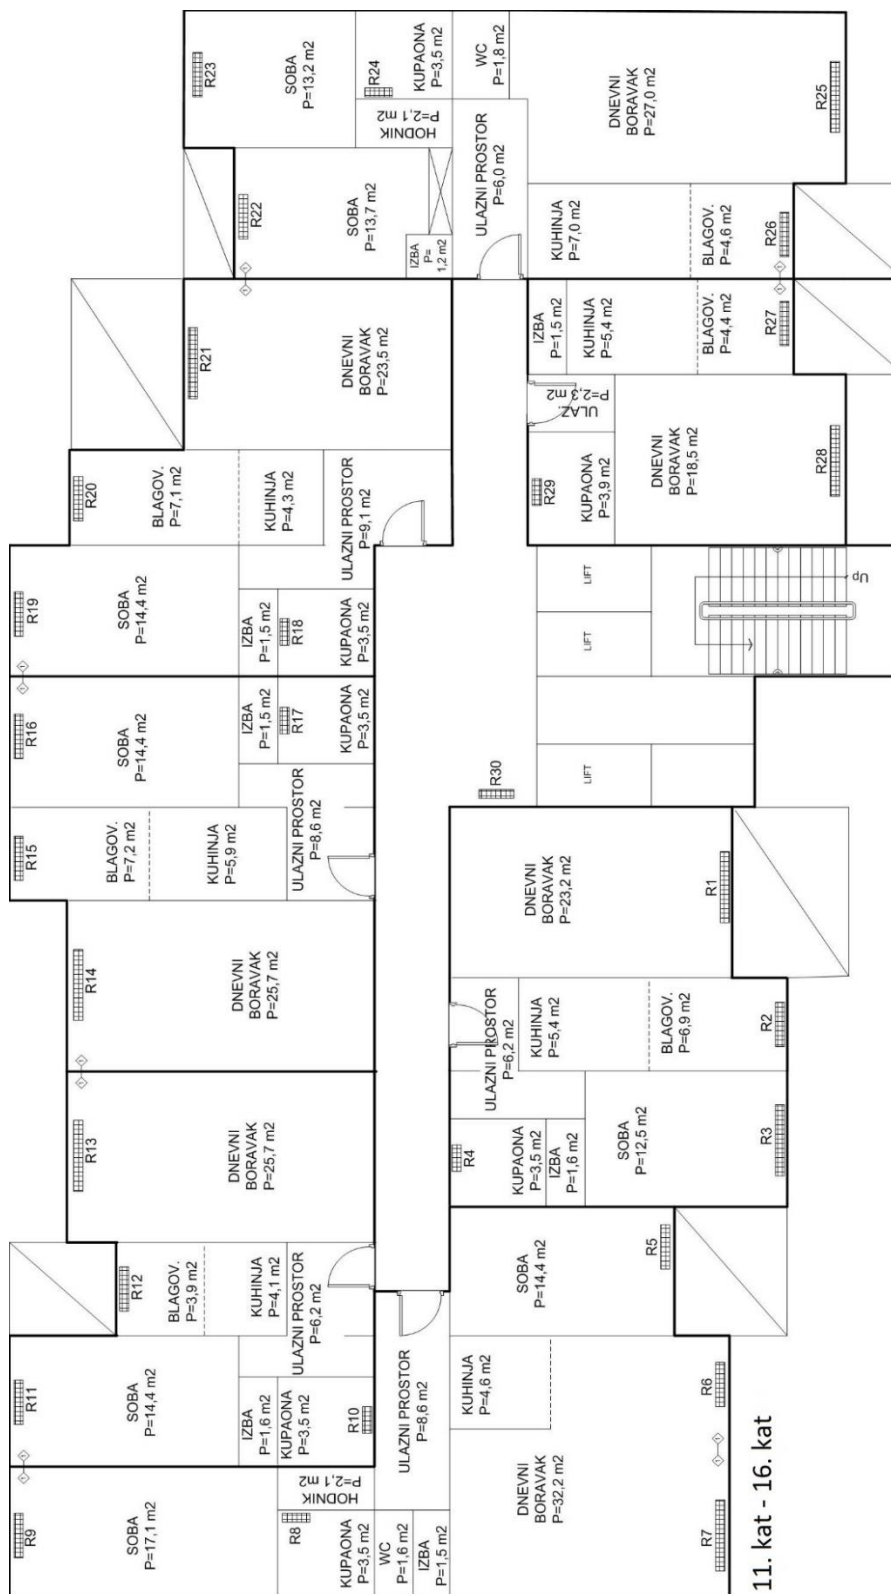 R23
SOBA
P=13,2 m2
R24
KUPAONA
P=3,5 m2
WC
P=1,8 m2
HODNIK
P=2,1 m2
DNEVNI
BORAVAK
P=27,0 m2
R25
ULAZNI PROSTOR
P=6,0 m2
R22
SOBA
P=13,7 m2
IZBA
P=
1,2 m2
KUHINJA
P=7,0 m2
BLAGOV.
P=4,6 m2
R26
R21
DNEVNI
BORAVAK
P=23,5 m2
IZBA
P=1,5 m2
KUHINJA
P=5,4 m2
BLAGOV.
P=4,4 m2
R27
ULAZ.
P=2,3 m2
R20
BLAGOV.
P=7,1 m2
KUHINJA
P=4,3 m2
ULAZNI PROSTOR
P=9,1 m2
R29
KUPAONA
P=3,9 m2
DNEVNI
BORAVAK
P=18,5 m2
R28
R19
SOBA
P=14,4 m2
IZBA
P=1,5 m2
R18
KUPAONA
P=3,5 m2
LIFT
LIFT
Up
R16
SOBA
P=14,4 m2
IZBA
P=1,5 m2
R17
KUPAONA
P=3,5 m2
R30
LIFT
R15
BLAGOV.
P=7,2 m2
KUHINJA
P=5,9 m2
ULAZNI PROSTOR
P=8,6 m2
DNEVNI
BORAVAK
P=23,2 m2
R1
R14
DNEVNI
BORAVAK
P=25,7 m2
ULAZNI PROSTOR
P=6,2 m2
KUHINJA
P=5,4 m2
BLAGOV.
P=6,9 m2
R2
R13
DNEVNI
BORAVAK
P=25,7 m2
R4
KUPAONA
P=3,5 m2
IZBA
P=1,6 m2
SOBA
P=12,5 m2
R3
R12
BLAGOV.
P=3,9 m2
KUHINJA
P=4,1 m2
ULAZNI PROSTOR
P=6,2 m2
SOBA
P=14,4 m2
R5
R11
SOBA
P=14,4 m2
IZBA
P=1,6 m2
KUPAONA
P=3,5 m2
R10
ULAZNI PROSTOR
P=8,6 m2
KUHINJA
P=4,6 m2
R6
R9
SOBA
P=17,1 m2
HODNIK
P=2,1 m2
R8
KUPAONA
P=3,5 m2
WC
P=1,6 m2
IZBA
P=1,5 m2
DNEVNI
BORAVAK
P=32,2 m2
R7
11. kat - 16. kat